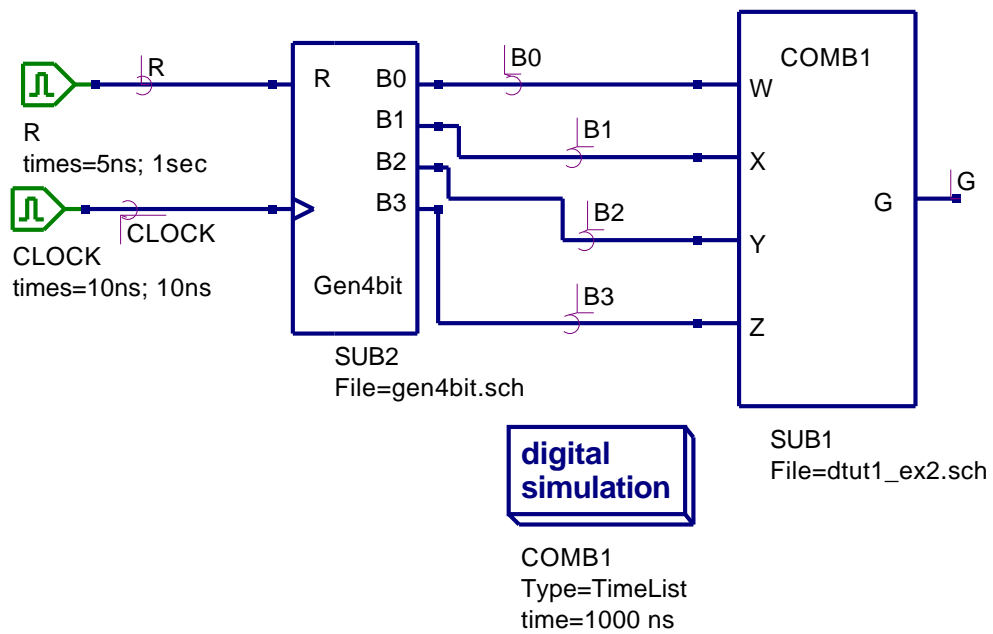 R
R
times=5ns; 1sec
CLOCK
CLOCK
times=10ns; 10ns
R
B0
B1
B2
B3
Gen4bit
SUB2
File=gen4bit.sch
B0
B1
B2
B3
COMB1
W
X
Y
Z
G
G
SUB1
File=dtut1_ex2.sch
digital
simulation
COMB1
Type=TimeList
time=1000 ns